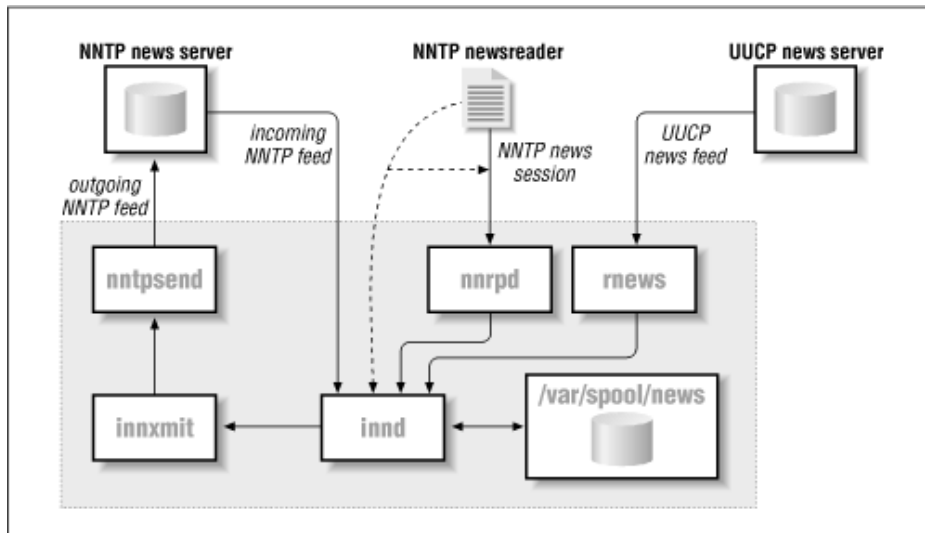 NNTP news server
NNTP newsreader
UUCP news server
incoming
NNTP feed
NNTP news
session
UUCP
news feed
outgoing
NNTP feed
nntpsend
nnrpd
rnews
innxmit
innd
/var/spool/news